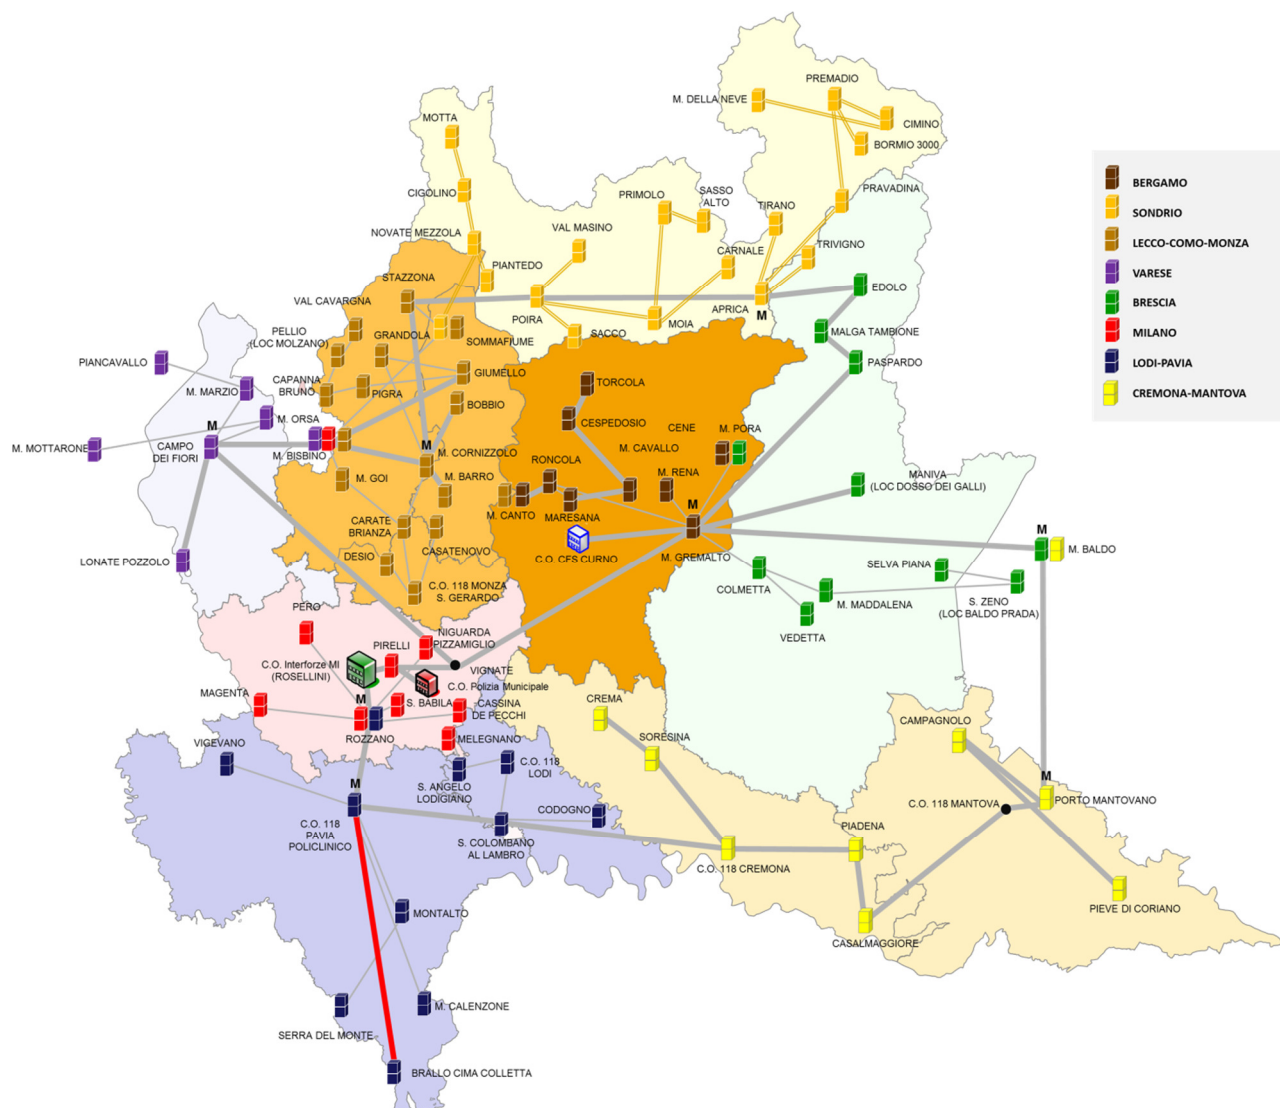 PREMADIO
M. DELLA NEVE
CIMINO
BORMIO 3000
MOTTA
CIGOLINO
PRIMOLO
SASSO
ALTO
PRAVADINA
TIRANO
NOVATE MEZZOLA
VAL MASINO
TRIVIGNO
CARNALE
PIANTEDO
STAZZONA
EDOLO
VAL CAVARGNA
POIRA
MOIA
APRICA
M
SACCO
MALGA TAMBIONE
PELLIO
(LOC MOLZANO)
GRANDOLA
SOMMAFIUME
PIANCAVALLO
PASPARDO
GIUMELLO
CAPANNA
BRUNO
M. MARZIO
PIGRA
TORCOLA
BOBBIO
M. ORSA
M
CESPEDOSIO
CENE
M. PORA
M. MOTTARONE
CAMPO
DEI FIORI
M. BISBINO
M
M. CORNIZZOLO
M. CAVALLO
RONCOLA
M. RENA
M. GOI
M. BARRO
MANIVA
(LOC DOSSO DEI GALLI)
M
M. CANTO
MARESANA
CARATE
BRIANZA
CASATENOVO
C.O. CFS CURNO
M. GREMALTO
M
M. BALDO
LONATE POZZOLO
DESIO
SELVA PIANA
COLMETTA
C.O. 118 MONZA
S. GERARDO
S. ZENO
(LOC BALDO PRADA)
M. MADDALENA
PERO
VEDETTA
NIGUARDA
PIZZAMIGLIO
PIRELLI
C.O. Interforze MI
(ROSELLINI)
VIGNATE
C.O. Polizia Municipale
MAGENTA
M
S. BABILA
CASSINA
DE PECCHI
CREMA
ROZZANO
CAMPAGNOLO
VIGEVANO
MELEGNANO
SORESINA
C.O. 118
LODI
S. ANGELO
LODIGIANO
M
M
C.O. 118 MANTOVA
PORTO MANTOVANO
CODOGNO
C.O. 118
PAVIA
POLICLINICO
PIADENA
S. COLOMBANO
AL LAMBRO
C.O. 118 CREMONA
PIEVE DI CORIANO
MONTALTO
CASALMAGGIORE
M. CALENZONE
SERRA DEL MONTE
BRALLO CIMA COLLETTA
BERGAMO
SONDRIO
LECCO-COMO-MONZA
VARESE
BRESCIA
MILANO
LODI-PAVIA
CREMONA-MANTOVA